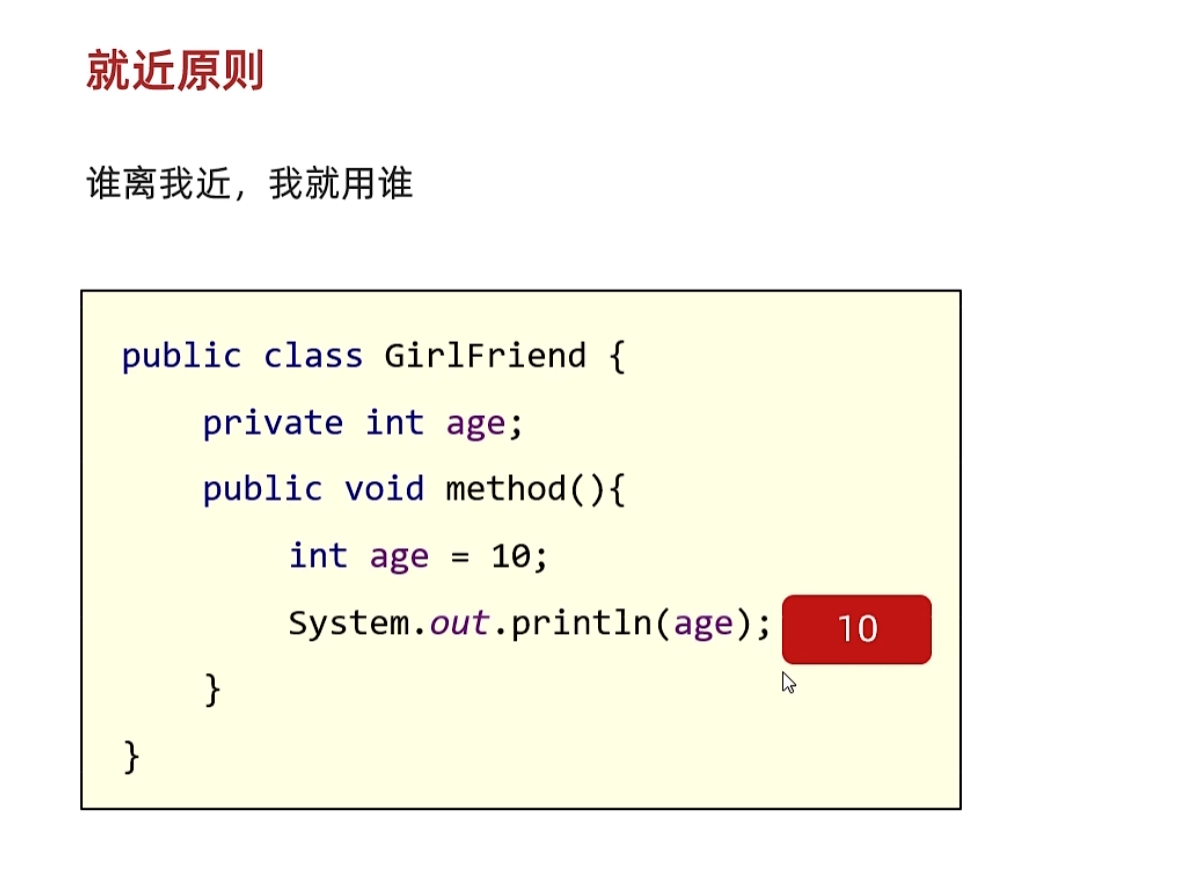 就近原则
谁离我近，我就用谁
public class GirlFriend {
private int age;
public void method(){
int age = 10;
System.out.println(age); 10
}
}